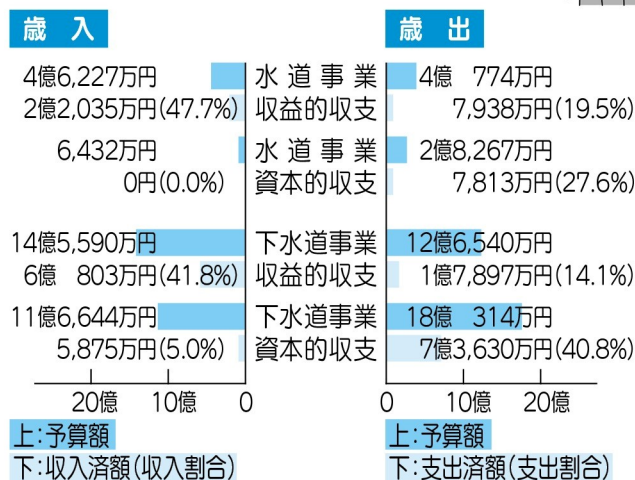 歳 入
歳 出
4億6,227万円 水道事業 4億 774万円
2億2,035万円(47.7%) 収益的収支 7,938万円(19.5%)
6,432万円 水道事業 2億8,267万円
0円(0.0%) 資本的収支 7,813万円(27.6%)
14億5,590万円 下水道事業 12億6,540万円
6億 803万円(41.8%) 収益的収支 1億7,897万円(14.1%)
11億6,644万円 下水道事業 18億 314万円
5,875万円(5.0%) 資本的収支 7億3,630万円(40.8%)
20億 10億 0 0 10億 20億
上:予算額 上:予算額
下:収入済額(収入割合) 下:支出済額(支出割合)